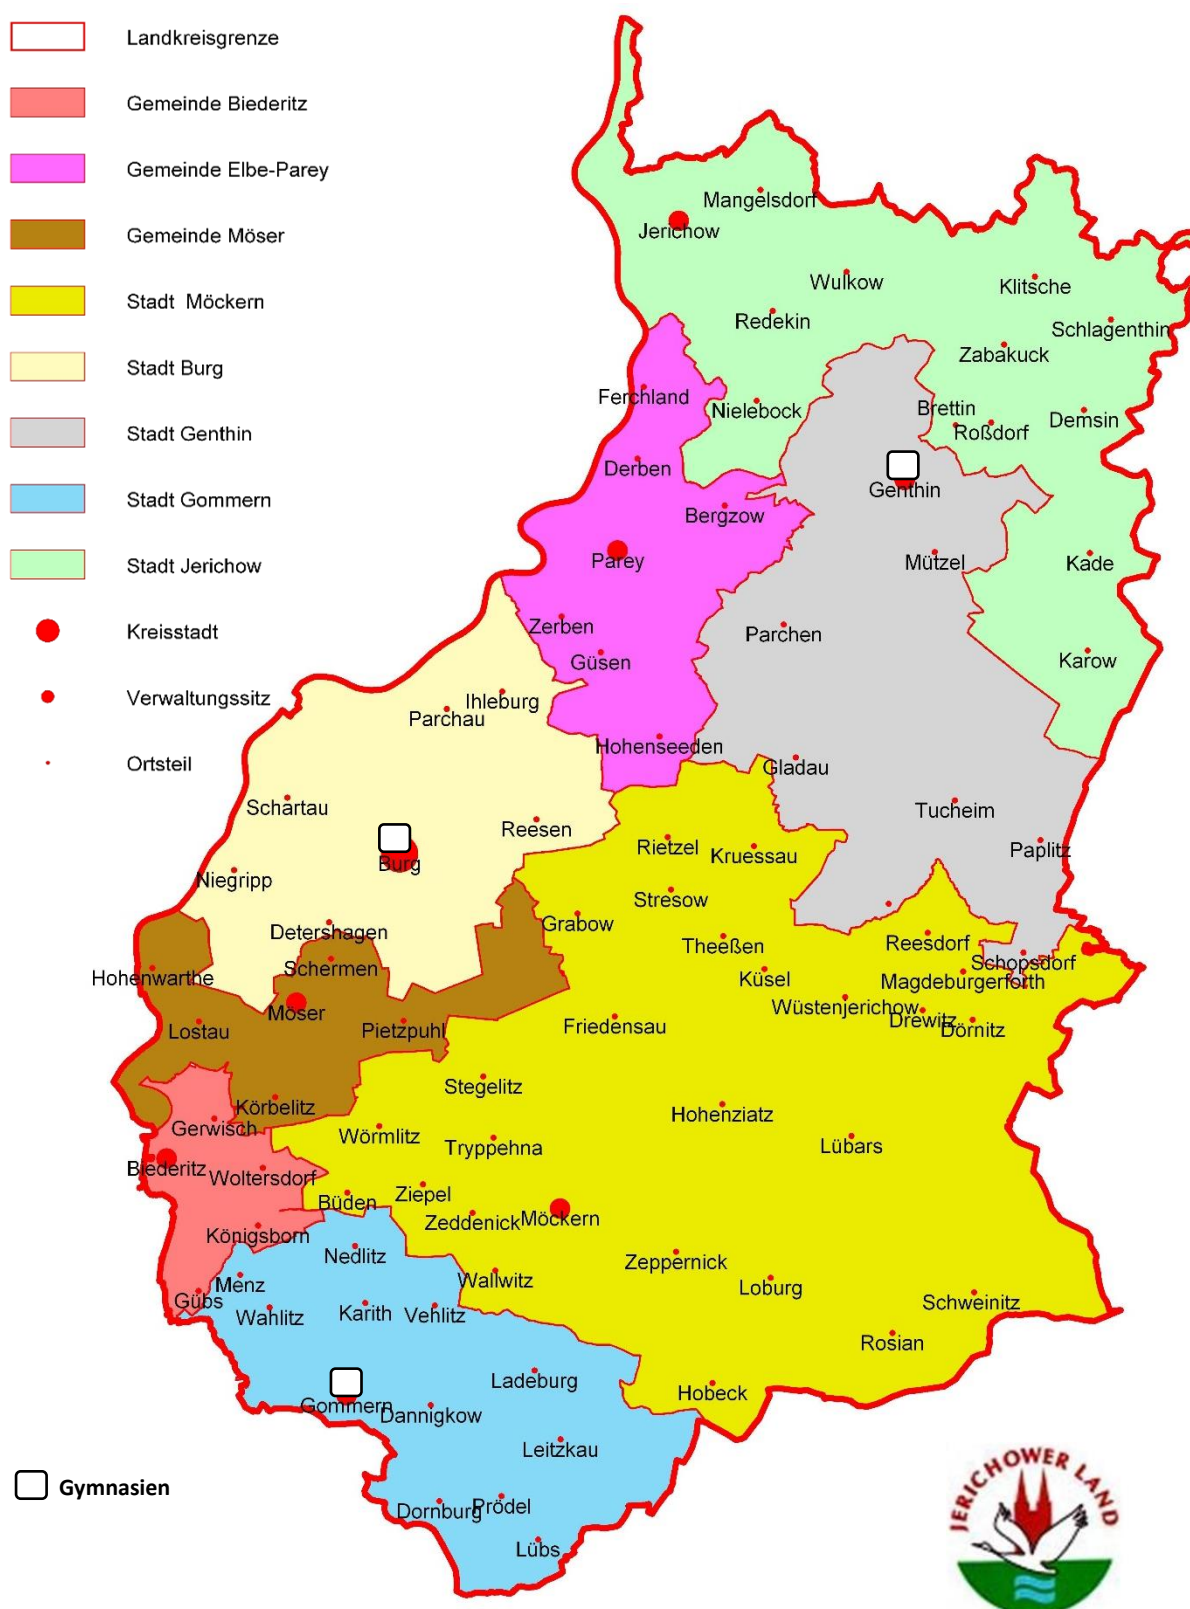 Landkreisgrenze
Gemeinde Biederitz
Gemeinde Elbe-Parey
Gemeinde Möser
Stadt Möckern
Stadt Burg
Stadt Genthin
Stadt Gommern
Stadt Jerichow
Kreisstadt
Verwaltungssitz
Ortsteil
Mangelsdorf
Jerichow
Wulkow
Klitsche
Redekin
Schlagenthin
Zabakuck
Ferchland
Nielebock
Brettin
Roßdorf
Demsin
Derben
Genthin
Bergzow
Parey
Mützel
Kade
Zerben
Parchen
Güsen
Karow
Ihleburg
Parchau
Hohenseeden
Gladau
Schartau
Tucheim
Reesen
Rietzel
Kruessau
Paplitz
Burg
Niegripp
Stresow
Grabow
Detershagen
Theeßen
Reesdorf
Schermen
Schopsdorf
Hohenwarthe
Küsel
Magdeburgerforth
Möser
Wüstenjerichow
Lostau
Pietzpuhl
Friedensau
Drewitz
Dörnitz
Stegelitz
Körbelitz
Hohenziatz
Gerwisch
Wörmlitz
Tryppehna
Lübars
Biederitz
Woltersdorf
Büden
Ziepel
Zeddenick
Möckern
Königsborn
Nedlitz
Zeppernick
Menz
Wallwitz
Loburg
Gübs
Wahlitz
Karith
Vehlitz
Schweinitz
Rosian
Ladeburg
Hobeck
Gommern
Dannigkow
Leitzkau
Gymnasien
Dornburg
Prödel
Lübs
JERICHOWER LAND